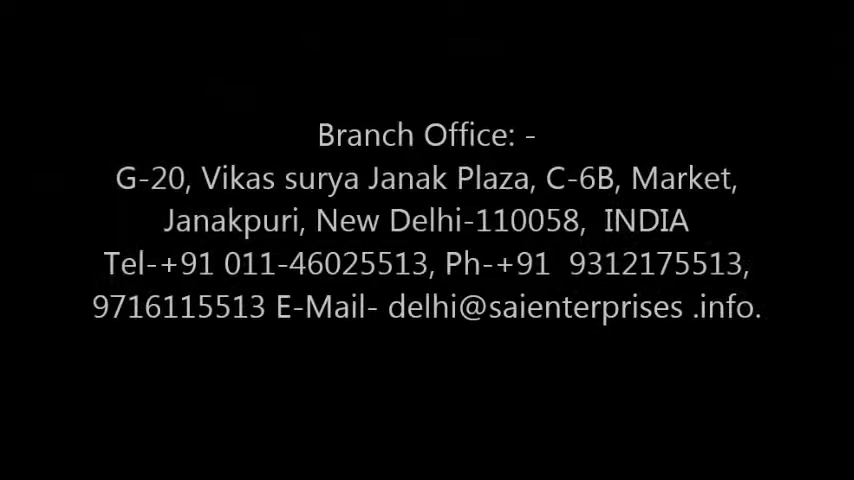 Branch Office: -
G-20, Vikas surya Janak Plaza, C-6B, Market,
Janakpuri, New Delhi-110058,  INDIA
Tel-+91 011-46025513, Ph-+91  9312175513,
9716115513 E-Mail- delhi@saienterprises .info.